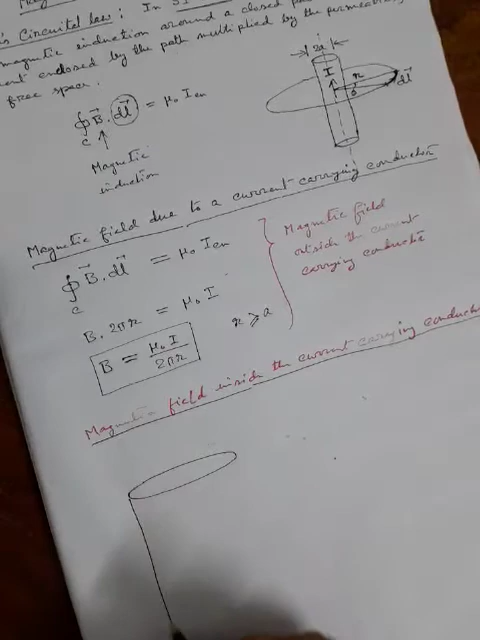 s Circuital law: In SI
magnetic induction around a closed
enclosed by the path multiplied by the
free space.
∮ B⃗ . dl⃗ = μ₀ Ien
c
Magnetic
induction
2a
I
r
dl⃗
Magnetic field due to a current carrying conductor
∮ B⃗ . dl⃗ = μ₀ Ien
c
B. 2πr = μ₀ I
B = μ₀ I / 2πr
r ⩾ a
Magnetic field
outside the current
carrying conductor
Magnetic field inside the current carrying conductor